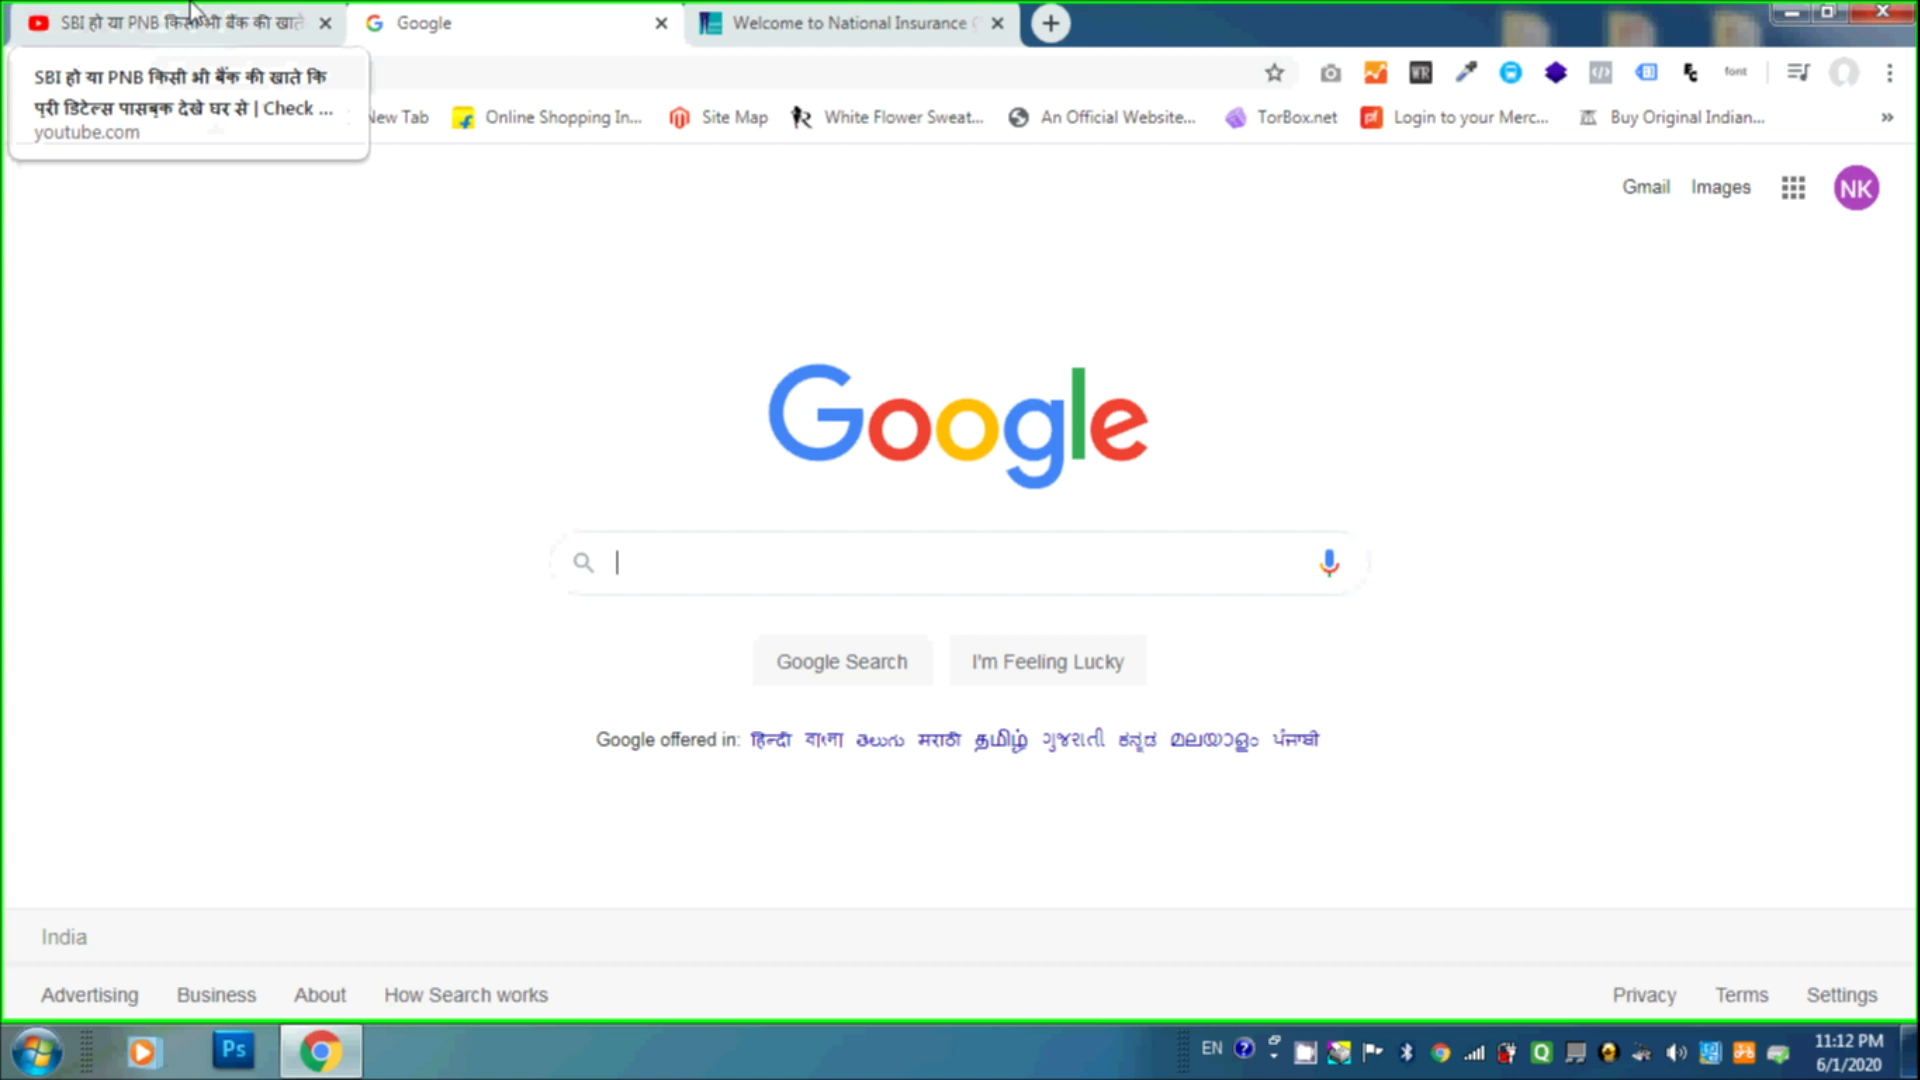 SBI हो या PNB किसी भी बैंक की खाते
Google
Welcome to National Insurance
SBI हो या PNB किसी भी बैंक की खाते कि
पूरी डिटेल्स पासबुक देखे घर से | Check ...
youtube.com
WR
font
New Tab
Online Shopping In...
Site Map
White Flower Sweat...
An Official Website...
TorBox.net
Login to your Merc...
Buy Original Indian...
»
Gmail
Images
NK
Google
Google Search
I'm Feeling Lucky
Google offered in: हिन्दी বাংলা తెలుగు मराठी தமிழ் ગુજરાતી ಕನ್ನಡ മലയാളം ਪੰਜਾਬੀ
India
Advertising
Business
About
How Search works
Privacy
Terms
Settings
Ps
EN
11:12 PM
6/1/2020